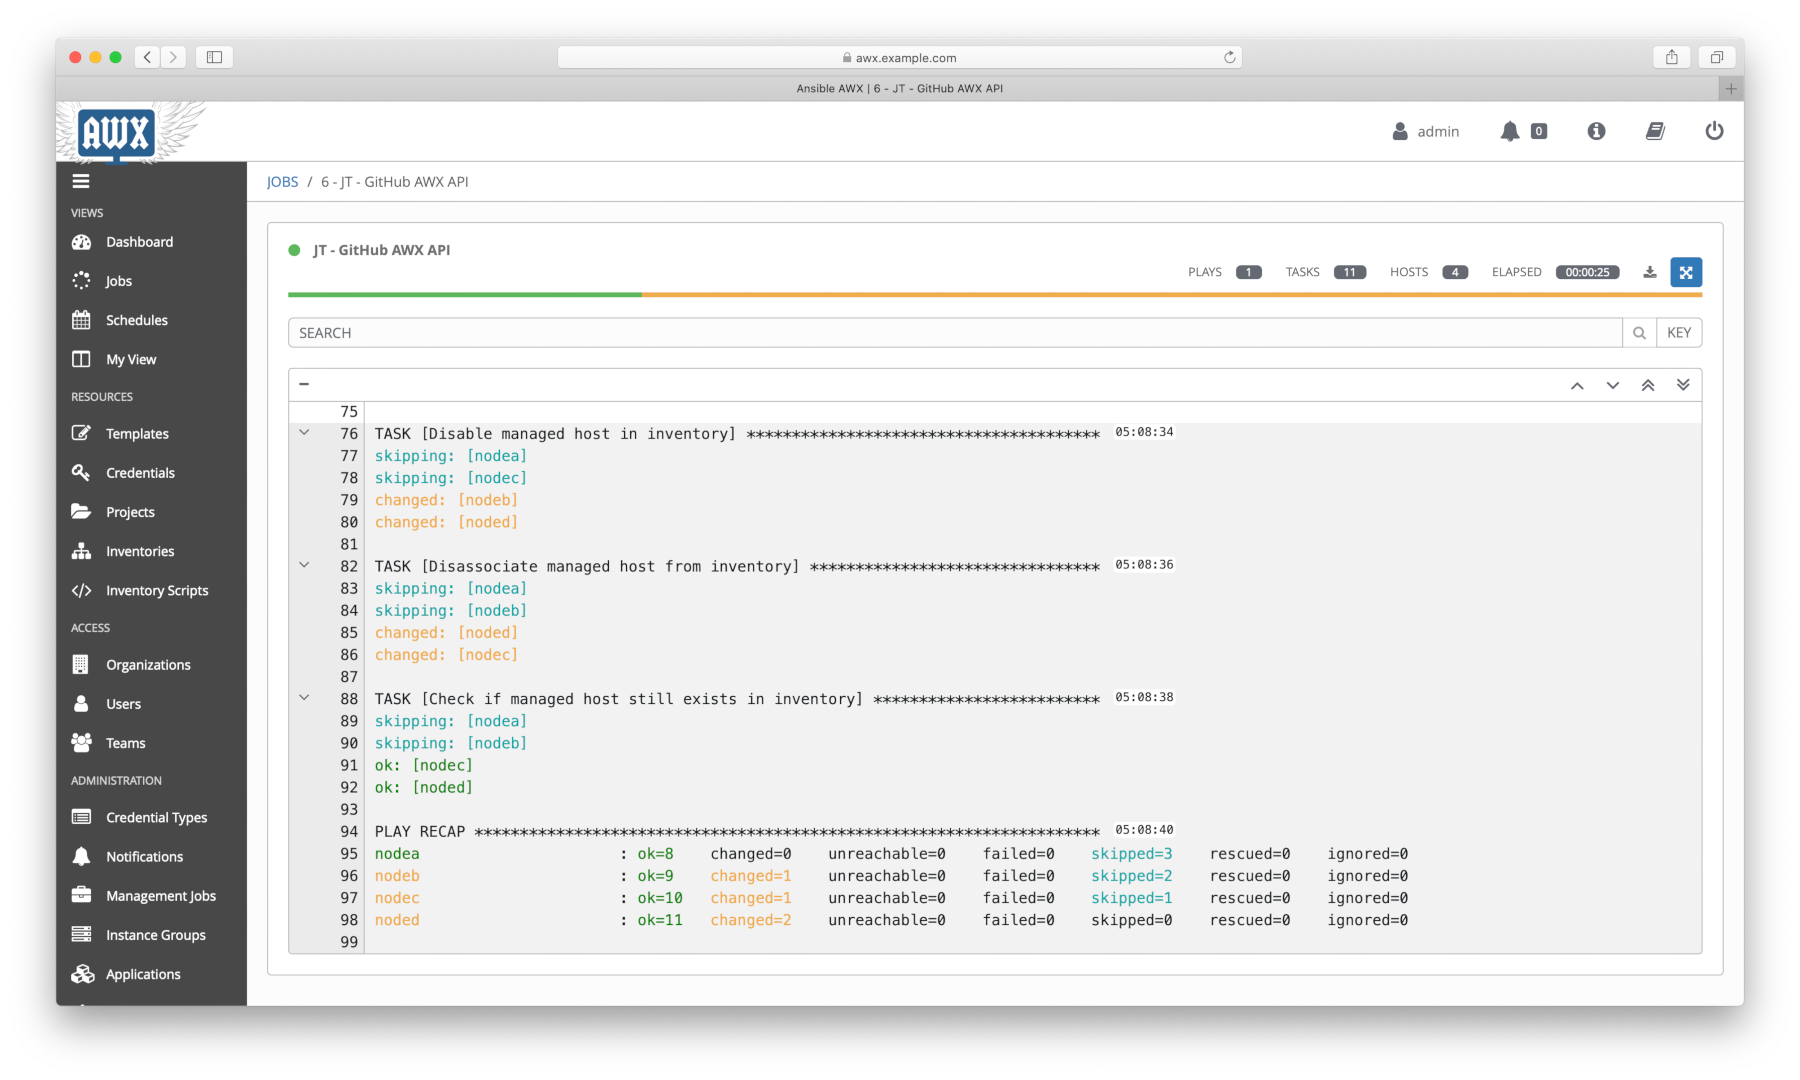 awx.example.com
Ansible AWX | 6 - JT - GitHub AWX API
AWX
admin
0
JOBS / 6 - JT - GitHub AWX API
VIEWS
Dashboard
Jobs
Schedules
My View
RESOURCES
Templates
Credentials
Projects
Inventories
Inventory Scripts
ACCESS
Organizations
Users
Teams
ADMINISTRATION
Credential Types
Notifications
Management Jobs
Instance Groups
Applications
JT - GitHub AWX API
PLAYS 1 TASKS 11 HOSTS 4 ELAPSED 00:00:25
SEARCH KEY
75
76 TASK [Disable managed host in inventory] *************************************** 05:08:34
77 skipping: [nodea]
78 skipping: [nodec]
79 changed: [nodeb]
80 changed: [noded]
81
82 TASK [Disassociate managed host from inventory] ******************************** 05:08:36
83 skipping: [nodea]
84 skipping: [nodeb]
85 changed: [noded]
86 changed: [nodec]
87
88 TASK [Check if managed host still exists in inventory] ************************* 05:08:38
89 skipping: [nodea]
90 skipping: [nodeb]
91 ok: [nodec]
92 ok: [noded]
93
94 PLAY RECAP ********************************************************************* 05:08:40
95 nodea : ok=8 changed=0 unreachable=0 failed=0 skipped=3 rescued=0 ignored=0
96 nodeb : ok=9 changed=1 unreachable=0 failed=0 skipped=2 rescued=0 ignored=0
97 nodec : ok=10 changed=1 unreachable=0 failed=0 skipped=1 rescued=0 ignored=0
98 noded : ok=11 changed=2 unreachable=0 failed=0 skipped=0 rescued=0 ignored=0
99